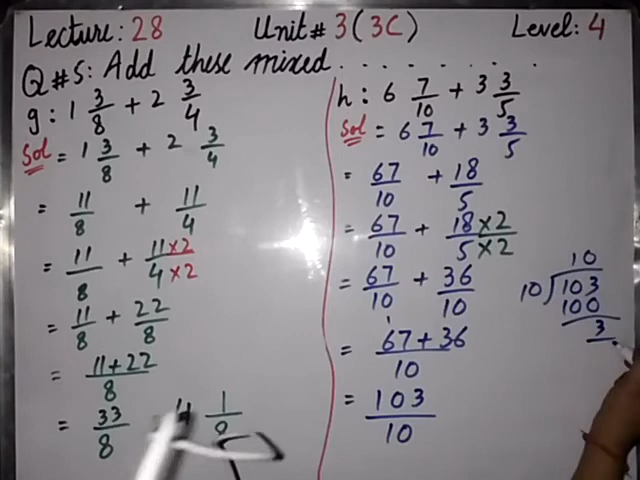 Lecture: 28 Unit# 3(3C) Level: 4
Q#5: Add these mixed . . . . . . . . .
g: 1 3/8 + 2 3/4
Sol = 1 3/8 + 2 3/4
= 11/8 + 11/4
= 11/8 + 11×2/4×2
= 11/8 + 22/8
= 11+22/8
= 33/8 4 1/8
h: 6 7/10 + 3 3/5
Sol = 6 7/10 + 3 3/5
= 67/10 + 18/5
= 67/10 + 18×2/5×2
= 67/10 + 36/10
1
= 67+36/10
= 103/10
10
10)103
100
3